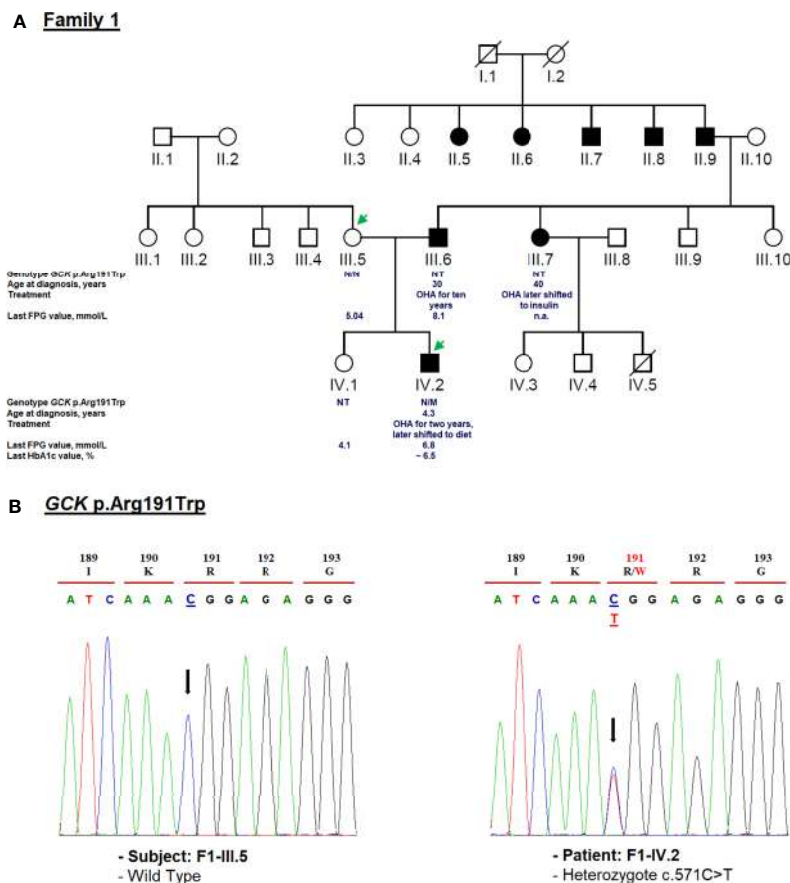 A Family 1
I.1 I.2
II.1 II.2 II.3 II.4 II.5 II.6 II.7 II.8 II.9 II.10
III.1 III.2 III.3 III.4 III.5 III.6 III.7 III.8 III.9 III.10
Genotype GCK p.Arg191Trp N/N NT NT
Age at diagnosis, years 30 40
Treatment OHA for ten OHA later shifted
years to insulin
Last FPG value, mmol/L 5.04 8.1 n.a.
IV.1 IV.2 IV.3 IV.4 IV.5
Genotype GCK p.Arg191Trp NT N/M
Age at diagnosis, years 4.3
Treatment OHA for two years,
later shifted to diet
Last FPG value, mmol/L 4.1 6.8
Last HbA1c value, % ~ 6.5
B GCK p.Arg191Trp
189 190 191 192 193
I K R R G
A T C A A A C G G A G A G G G
189 190 191 192 193
I K R/W R G
A T C A A A C G G A G A G G G
T
- Subject: F1-III.5
- Wild Type
- Patient: F1-IV.2
- Heterozygote c.571C>T